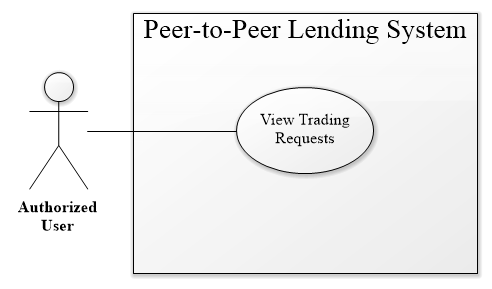 Peer-to-Peer Lending System
View Trading
Requests
Authorized
User